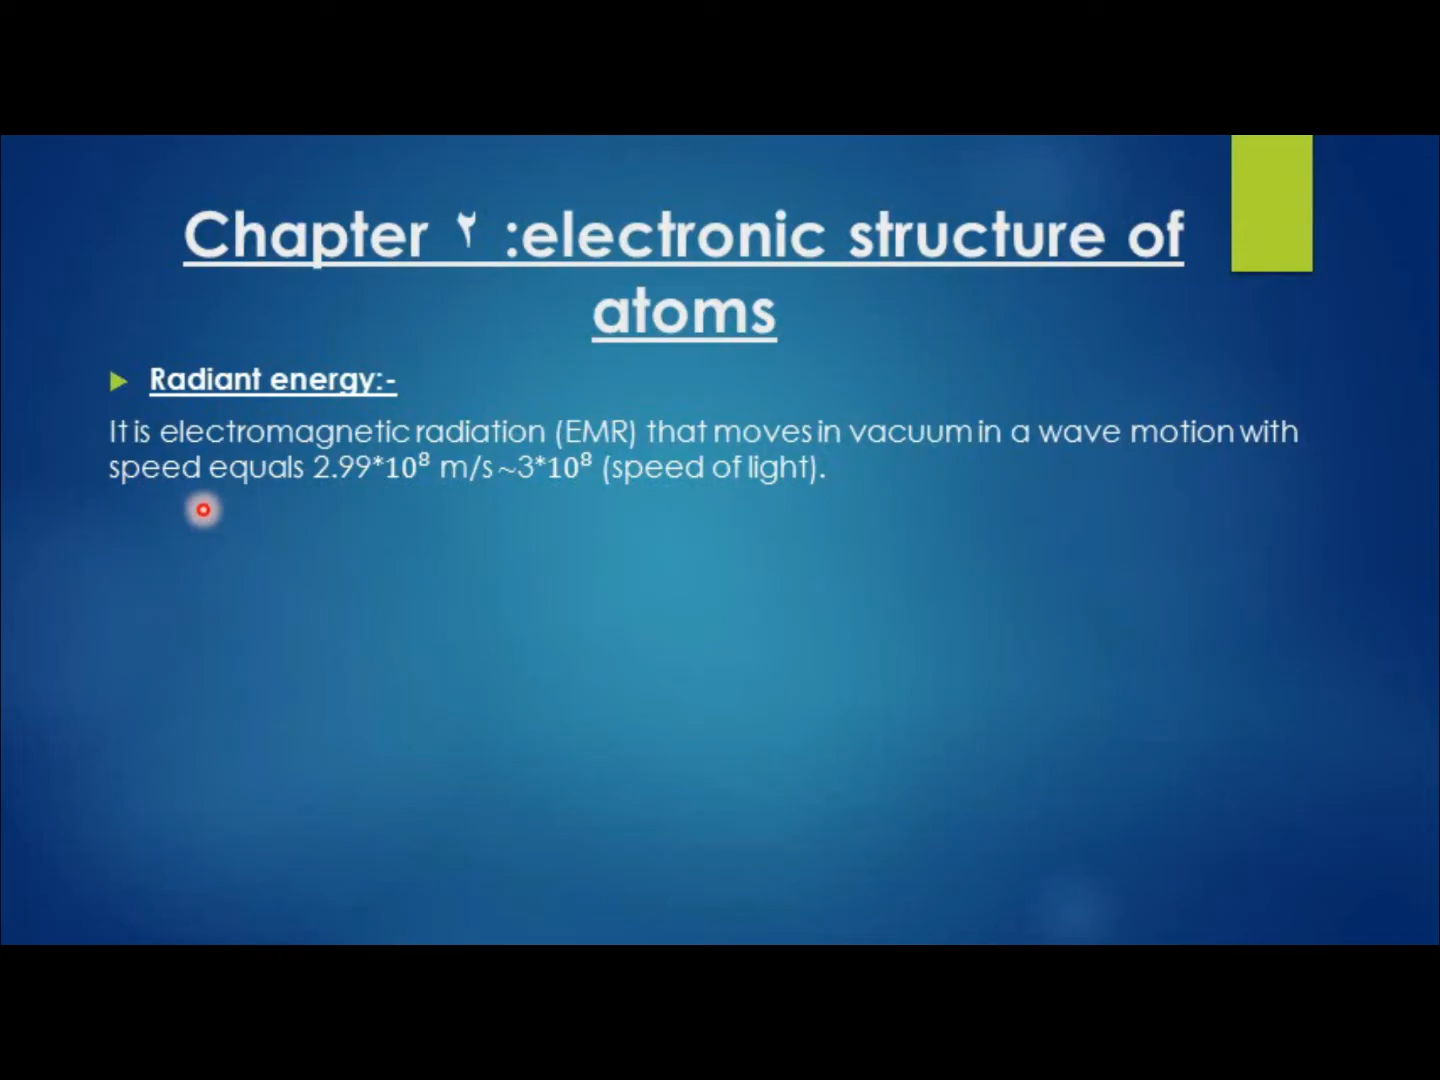 Chapter ٢ :electronic structure of
atoms
Radiant energy:-
It is electromagnetic radiation (EMR) that moves in vacuum in a wave motion with
speed equals 2.99*10⁸ m/s ~3*10⁸ (speed of light).